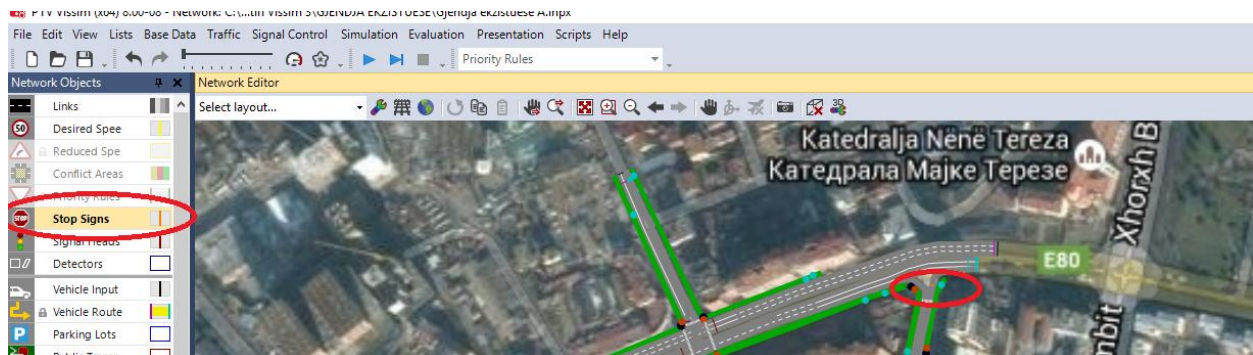 PTV Vissim (x64) 8.00-08 - Network: C:\...tin Vissim S\GJENDJA EKZISTUESE\Gjendja ekzistuese A.inpx
File Edit View Lists Base Data Traffic Signal Control Simulation Evaluation Presentation Scripts Help
Priority Rules
Network Objects
Network Editor
Select layout...
Links
50
Desired Spee
Reduced Spe
Conflict Areas
Priority Rules
STOP
Stop Signs
Signal Heads
Detectors
Vehicle Input
Vehicle Route
P
Parking Lots
Katedralja Nënë Tereza
Катедрала Мајке Терезе
Xhorxh B
E80
mbit